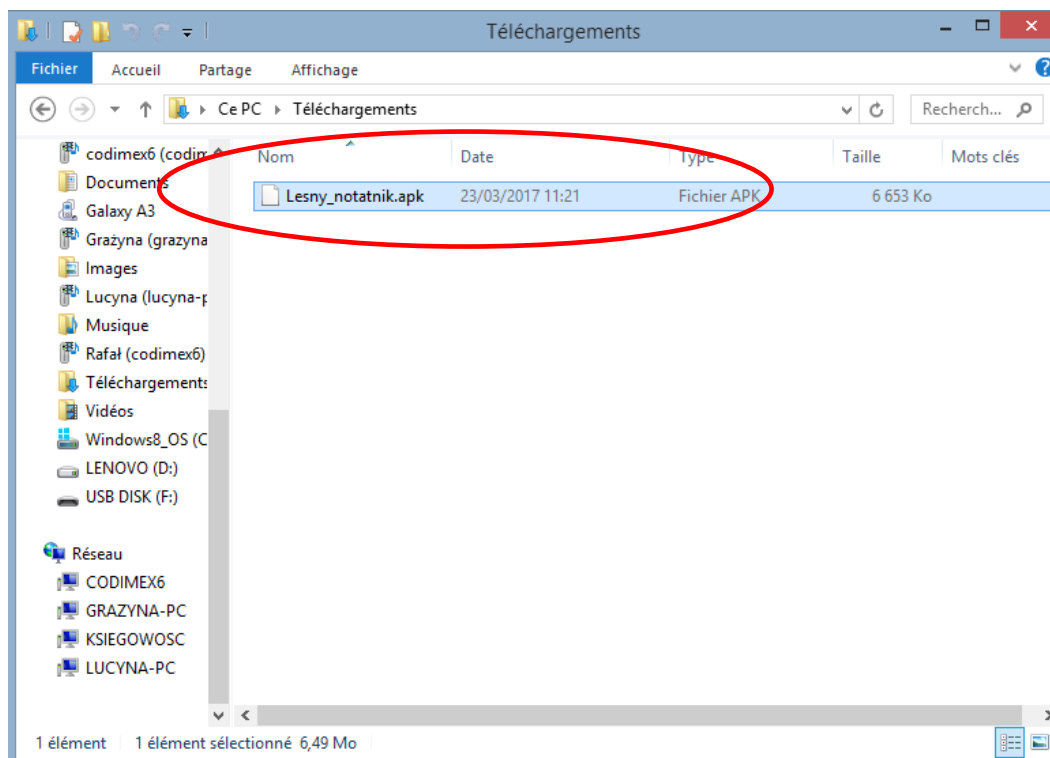 Téléchargements
Fichier Accueil Partage Affichage
Ce PC Téléchargements Recherch...
Nom Date Type Taille Mots clés
Lesny_notatnik.apk 23/03/2017 11:21 Fichier APK 6 653 Ko
codimex6 (codim
Documents
Galaxy A3
Grażyna (grazyna
Images
Lucyna (lucyna-p
Musique
Rafał (codimex6)
Téléchargements
Vidéos
Windows8_OS (C
LENOVO (D:)
USB DISK (F:)
Réseau
CODIMEX6
GRAZYNA-PC
KSIEGOWOSC
LUCYNA-PC
1 élément 1 élément sélectionné 6,49 Mo